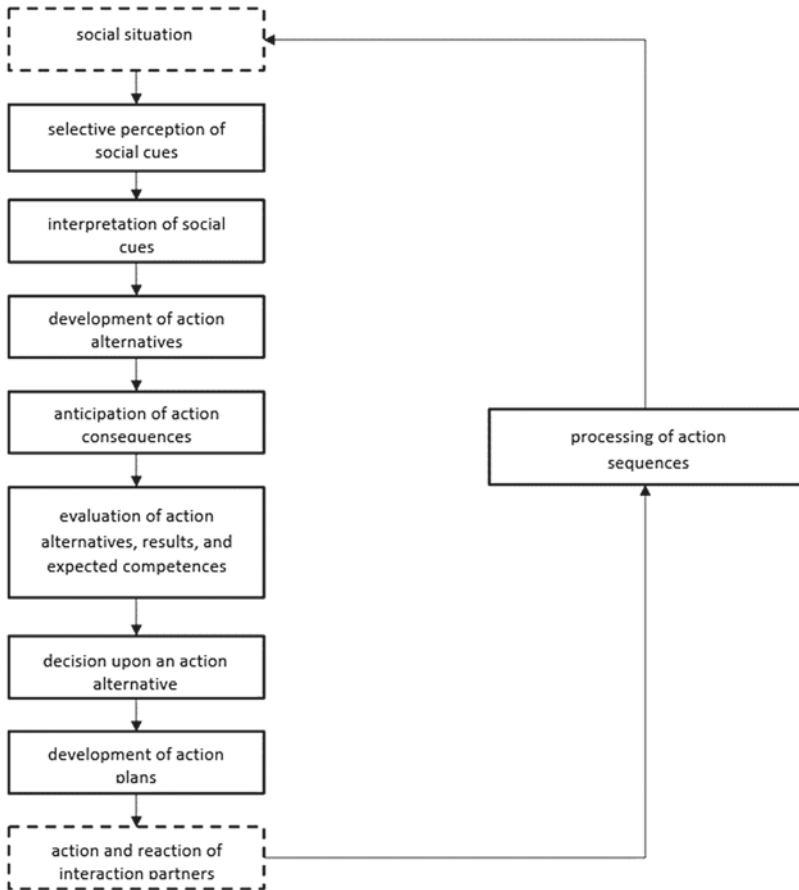 social situation
selective perception of
social cues
interpretation of social
cues
development of action
alternatives
anticipation of action
consequences
evaluation of action
alternatives, results, and
expected competences
decision upon an action
alternative
development of action
plans
action and reaction of
interaction partners
processing of action
sequences